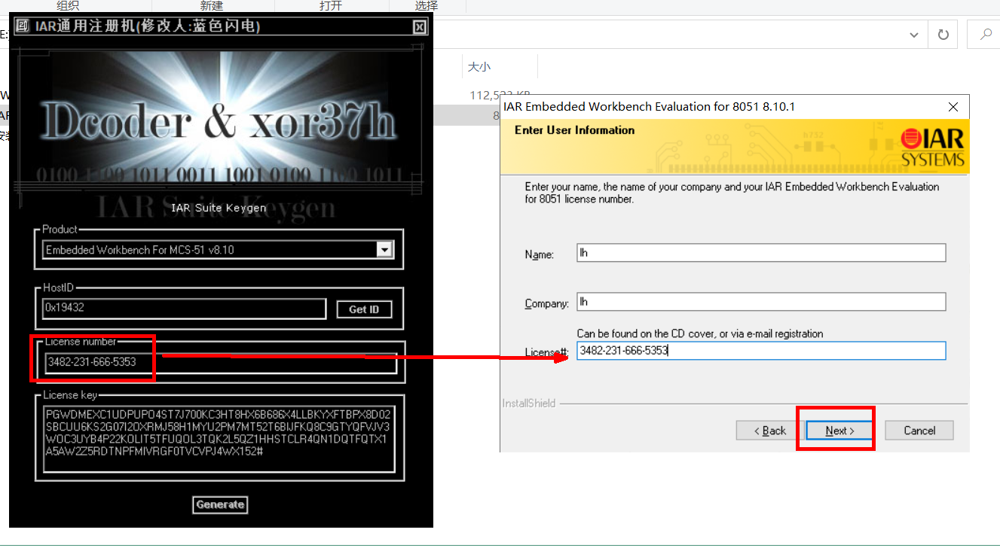 组织
新建
打开
选择
IAR通用注册机(修改人:蓝色闪电)
E:
大小
112,523 KB
8
Dcoder & xor37h
0100 1100 1011 0011 1001 0100 1100 1011
IAR Suite Keygen
IAR Suite Keygen
Product
Embedded Workbench For MCS-51 v8.10
HostID
0x19432
Get ID
License number
3482-231-666-5353
License key
PGWDMEXC1UDPUPO4ST7J700KC3HT8HX6B686X4LLBKYXFTBPX8D02
SBCUU6KS2G07I2OXRMJ58H1MYU2PM7MT52T6BIJFKQ8C9GTYQFVJV3
WOC3UYB4P22KOLIT5TFUQOL3TQK2L5QZ1HHSTCLR4QN1DQTFQTX1
A5AW2Z5RDTNPFMIVRGF0TVCVPJ4WX152#
Generate
IAR Embedded Workbench Evaluation for 8051 8.10.1
Enter User Information
IAR
SYSTEMS
Enter your name, the name of your company and your IAR Embedded Workbench Evaluation
for 8051 license number.
Name:
lh
Company:
lh
Can be found on the CD cover, or via e-mail registration
License#:
3482-231-666-5353
InstallShield
< Back
Next >
Cancel